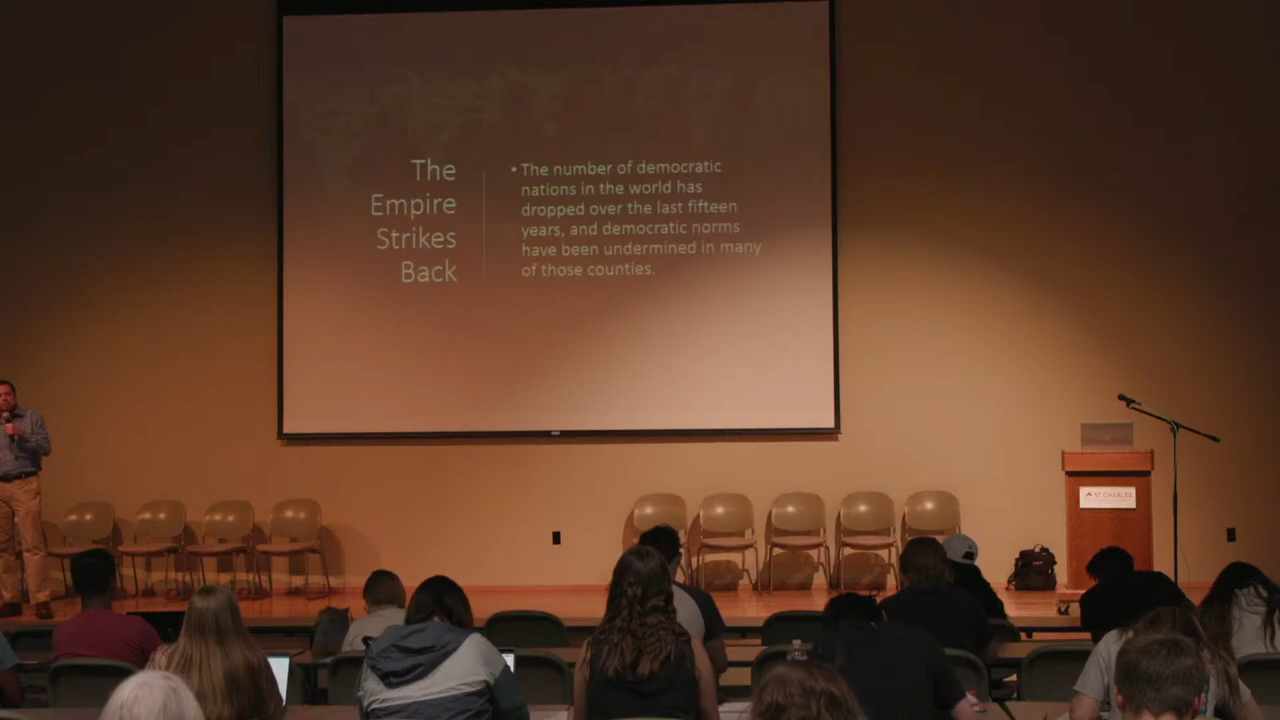 The
Empire
Strikes
Back
• The number of democratic
nations in the world has
dropped over the last fifteen
years, and democratic norms
have been undermined in many
of those counties.
ST. CHARLES